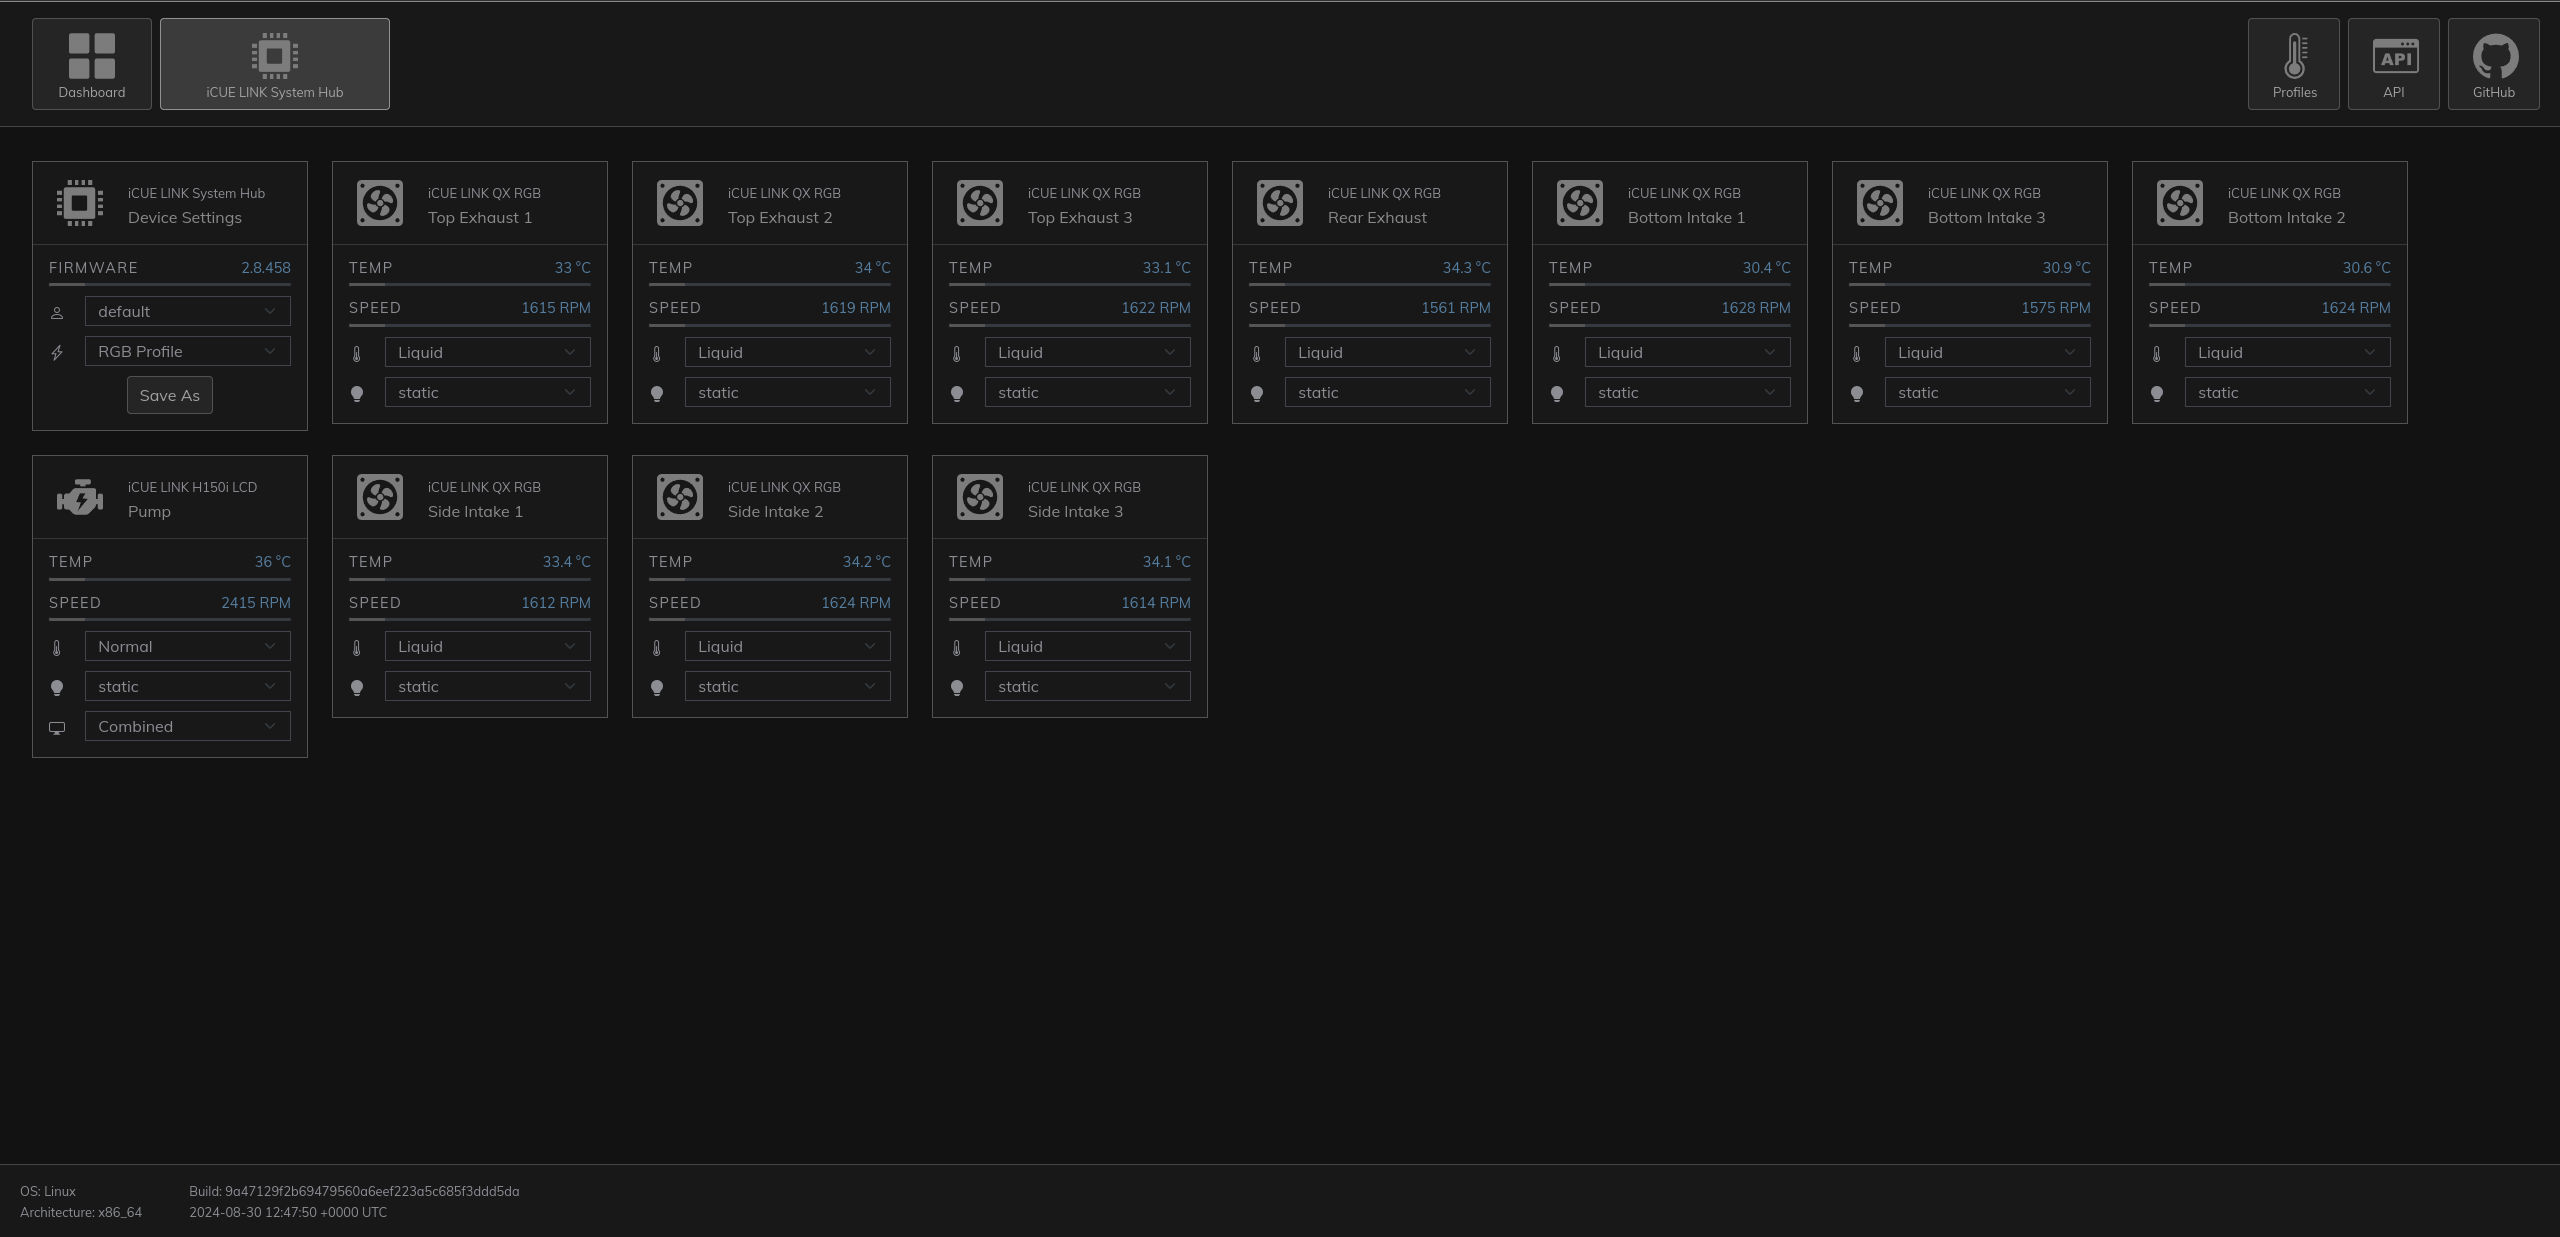 Dashboard
iCUE LINK System Hub
Profiles
API
API
GitHub
iCUE LINK System Hub
Device Settings
FIRMWARE 2.8.458
default
RGB Profile
Save As
iCUE LINK QX RGB
Top Exhaust 1
TEMP 33 °C
SPEED 1615 RPM
Liquid
static
iCUE LINK QX RGB
Top Exhaust 2
TEMP 34 °C
SPEED 1619 RPM
Liquid
static
iCUE LINK QX RGB
Top Exhaust 3
TEMP 33.1 °C
SPEED 1622 RPM
Liquid
static
iCUE LINK QX RGB
Rear Exhaust
TEMP 34.3 °C
SPEED 1561 RPM
Liquid
static
iCUE LINK QX RGB
Bottom Intake 1
TEMP 30.4 °C
SPEED 1628 RPM
Liquid
static
iCUE LINK QX RGB
Bottom Intake 3
TEMP 30.9 °C
SPEED 1575 RPM
Liquid
static
iCUE LINK QX RGB
Bottom Intake 2
TEMP 30.6 °C
SPEED 1624 RPM
Liquid
static
iCUE LINK H150i LCD
Pump
TEMP 36 °C
SPEED 2415 RPM
Normal
static
Combined
iCUE LINK QX RGB
Side Intake 1
TEMP 33.4 °C
SPEED 1612 RPM
Liquid
static
iCUE LINK QX RGB
Side Intake 2
TEMP 34.2 °C
SPEED 1624 RPM
Liquid
static
iCUE LINK QX RGB
Side Intake 3
TEMP 34.1 °C
SPEED 1614 RPM
Liquid
static
OS: Linux
Architecture: x86_64
Build: 9a47129f2b69479560a6eef223a5c685f3ddd5da
2024-08-30 12:47:50 +0000 UTC